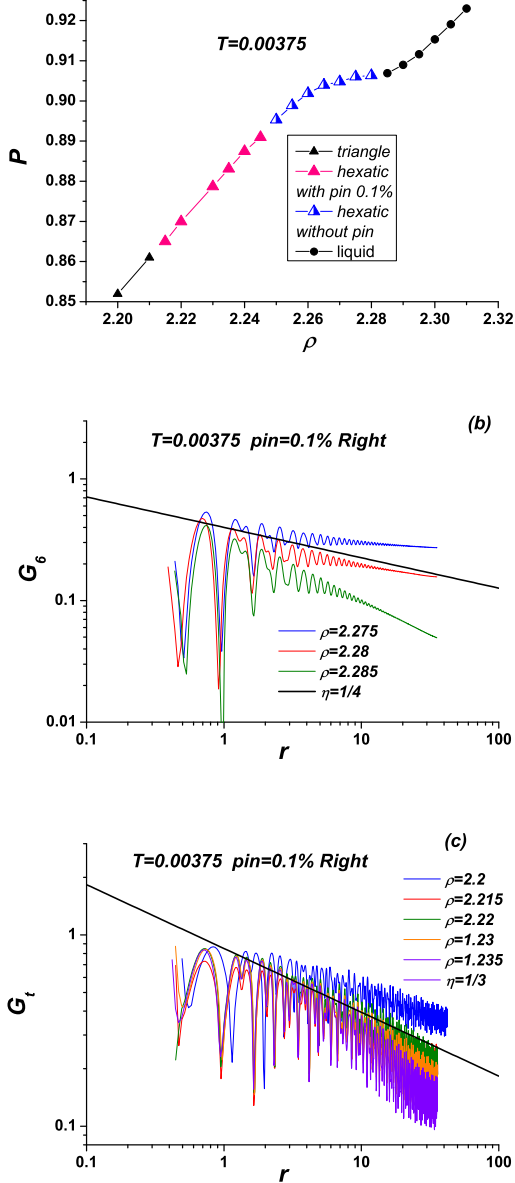 0.92
0.91
0.90
0.89
0.88
0.87
0.86
0.85
P
T=0.00375
triangle
hexatic
with pin 0.1%
hexatic
without pin
liquid
2.20 2.22 2.24 2.26 2.28 2.30 2.32
ρ
(b)
T=0.00375 pin=0.1% Right
1
0.1
0.01
G6
ρ=2.275
ρ=2.28
ρ=2.285
η=1/4
0.1 1 10 100
r
(c)
T=0.00375 pin=0.1% Right
1
0.1
Gt
ρ=2.2
ρ=2.215
ρ=2.22
ρ=1.23
ρ=1.235
η=1/3
0.1 1 10 100
r